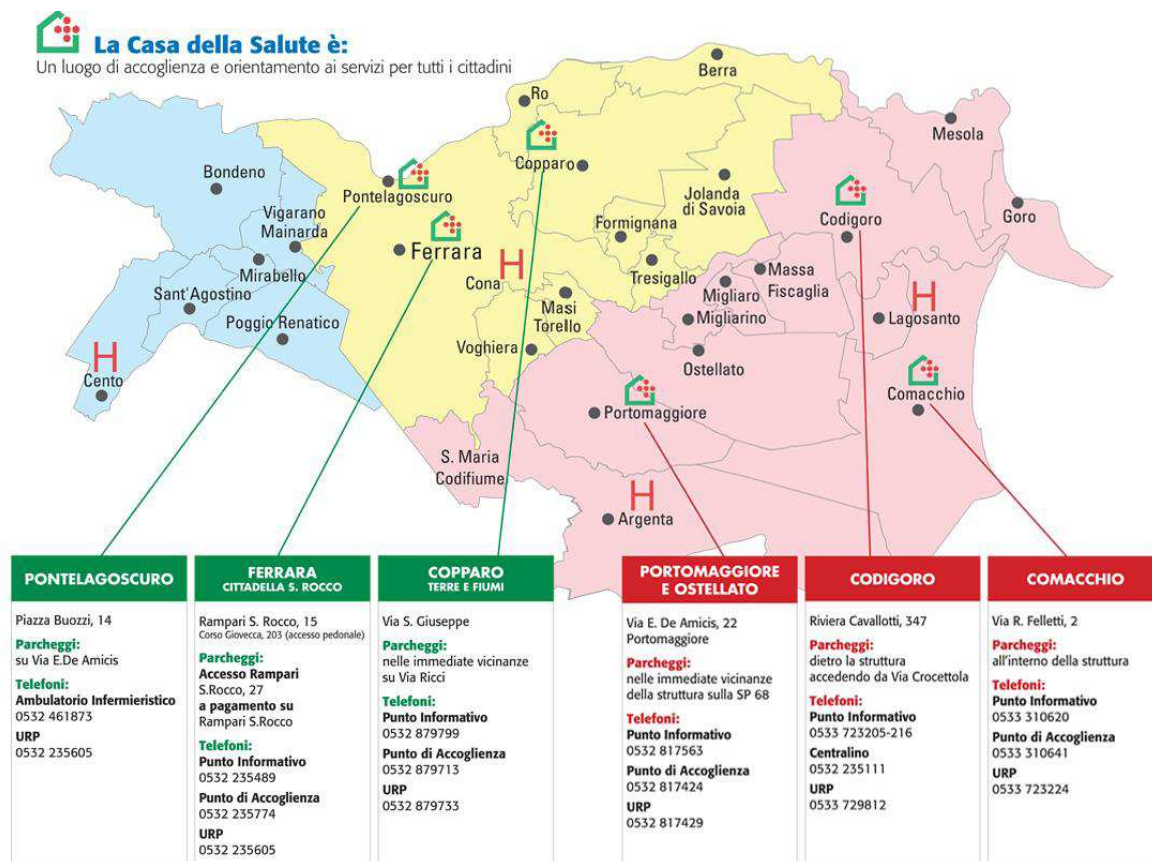 La Casa della Salute è:
Un luogo di accoglienza e orientamento ai servizi per tutti i cittadini
Berra
Ro
Mesola
Copparo
Bondeno
Pontelagoscuro
Jolanda
di Savoia
Codigoro
Goro
Vigarano
Mainarda
Formignana
Ferrara
Mirabello
H
Cona
Tresigallo
Massa
Fiscaglia
Sant'Agostino
Migliaro
Masi
Torello
Migliarino
H
Lagosanto
Poggio Renatico
Voghiera
Ostellato
H
Cento
Comacchio
Portomaggiore
S. Maria
Codifiume
H
Argenta
PONTELAGOSCURO
Piazza Buozzi, 14
Parcheggi:
su Via E.De Amicis
Telefoni:
Ambulatorio Infermieristico
0532 461873
URP
0532 235605
FERRARA
CITTADELLA S. ROCCO
Rampari S. Rocco, 15
Corso Giovecca, 203 (accesso pedonale)
Parcheggi:
Accesso Rampari
S.Rocco, 27
a pagamento su
Rampari S.Rocco
Telefoni:
Punto Informativo
0532 235489
Punto di Accoglienza
0532 235774
URP
0532 235605
COPPARO
TERRE E FIUMI
Via S. Giuseppe
Parcheggi:
nelle immediate vicinanze
su Via Ricci
Telefoni:
Punto Informativo
0532 879799
Punto di Accoglienza
0532 879713
URP
0532 879733
PORTOMAGGIORE
E OSTELLATO
Via E. De Amicis, 22
Portomaggiore
Parcheggi:
nelle immediate vicinanze
della struttura sulla SP 68
Telefoni:
Punto Informativo
0532 817563
Punto di Accoglienza
0532 817424
URP
0532 817429
CODIGORO
Riviera Cavallotti, 347
Parcheggi:
dietro la struttura
accedendo da Via Crocettola
Telefoni:
Punto Informativo
0533 723205-216
Centralino
0532 235111
URP
0533 729812
COMACCHIO
Via R. Felletti, 2
Parcheggi:
all'interno della struttura
Telefoni:
Punto Informativo
0533 310620
Punto di Accoglienza
0533 310641
URP
0533 723224